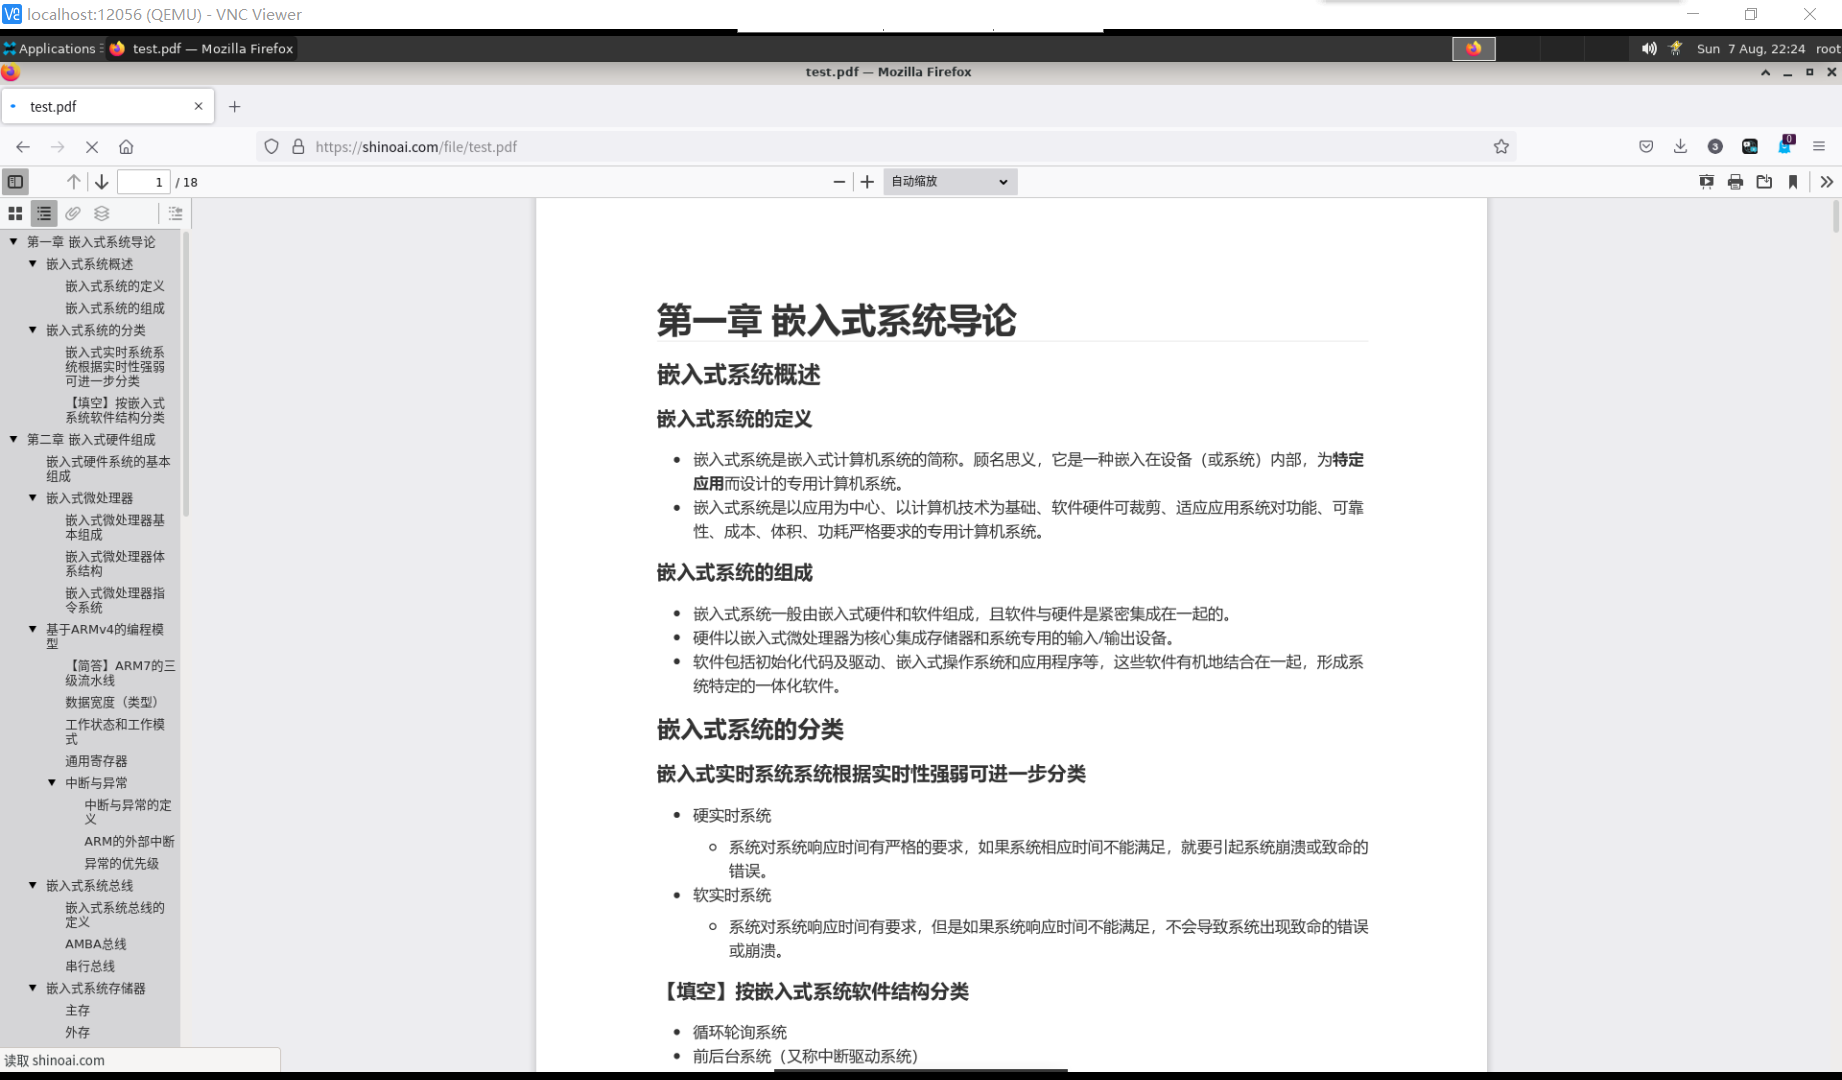 localhost:12056 (QEMU) - VNC Viewer
Applications
test.pdf — Mozilla Firefox
Sun 7 Aug, 22:24 root
test.pdf — Mozilla Firefox
test.pdf
https://shinoai.com/file/test.pdf
3
0
1 / 18
自动缩放
第一章 嵌入式系统导论
嵌入式系统概述
嵌入式系统的定义
嵌入式系统的组成
嵌入式系统的分类
嵌入式实时系统系
统根据实时性强弱
可进一步分类
【填空】按嵌入式
系统软件结构分类
第二章 嵌入式硬件组成
嵌入式硬件系统的基本
组成
嵌入式微处理器
嵌入式微处理器基
本组成
嵌入式微处理器体
系结构
嵌入式微处理器指
令系统
基于ARMv4的编程模
型
【简答】ARM7的三
级流水线
数据宽度（类型）
工作状态和工作模
式
通用寄存器
中断与异常
中断与异常的定
义
ARM的外部中断
异常的优先级
嵌入式系统总线
嵌入式系统总线的
定义
AMBA总线
串行总线
嵌入式系统存储器
主存
外存
读取 shinoai.com
第一章 嵌入式系统导论
嵌入式系统概述
嵌入式系统的定义
嵌入式系统是嵌入式计算机系统的简称。顾名思义，它是一种嵌入在设备（或系统）内部，为特定
应用而设计的专用计算机系统。
嵌入式系统是以应用为中心、以计算机技术为基础、软件硬件可裁剪、适应应用系统对功能、可靠
性、成本、体积、功耗严格要求的专用计算机系统。
嵌入式系统的组成
嵌入式系统一般由嵌入式硬件和软件组成，且软件与硬件是紧密集成在一起的。
硬件以嵌入式微处理器为核心集成存储器和系统专用的输入/输出设备。
软件包括初始化代码及驱动、嵌入式操作系统和应用程序等，这些软件有机地结合在一起，形成系
统特定的一体化软件。
嵌入式系统的分类
嵌入式实时系统系统根据实时性强弱可进一步分类
硬实时系统
系统对系统响应时间有严格的要求，如果系统相应时间不能满足，就要引起系统崩溃或致命的
错误。
软实时系统
系统对系统响应时间有要求，但是如果系统响应时间不能满足，不会导致系统出现致命的错误
或崩溃。
【填空】按嵌入式系统软件结构分类
循环轮询系统
前后台系统（又称中断驱动系统）